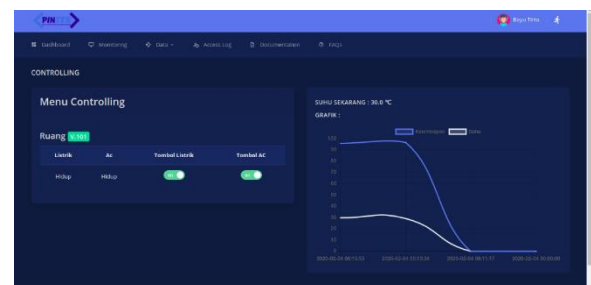 PIN
Bayu Tirta
Dashboard Monitoring Data Access Log Documentation FAQs
CONTROLLING
Menu Controlling
Ruang V.101
Listrik Ac Tombol Listrik Tombol AC
Hidup Hidup
SUHU SEKARANG : 30.0 °C
GRAFIK :
Kelembapan Suhu
100
90
80
70
60
50
40
30
20
10
0